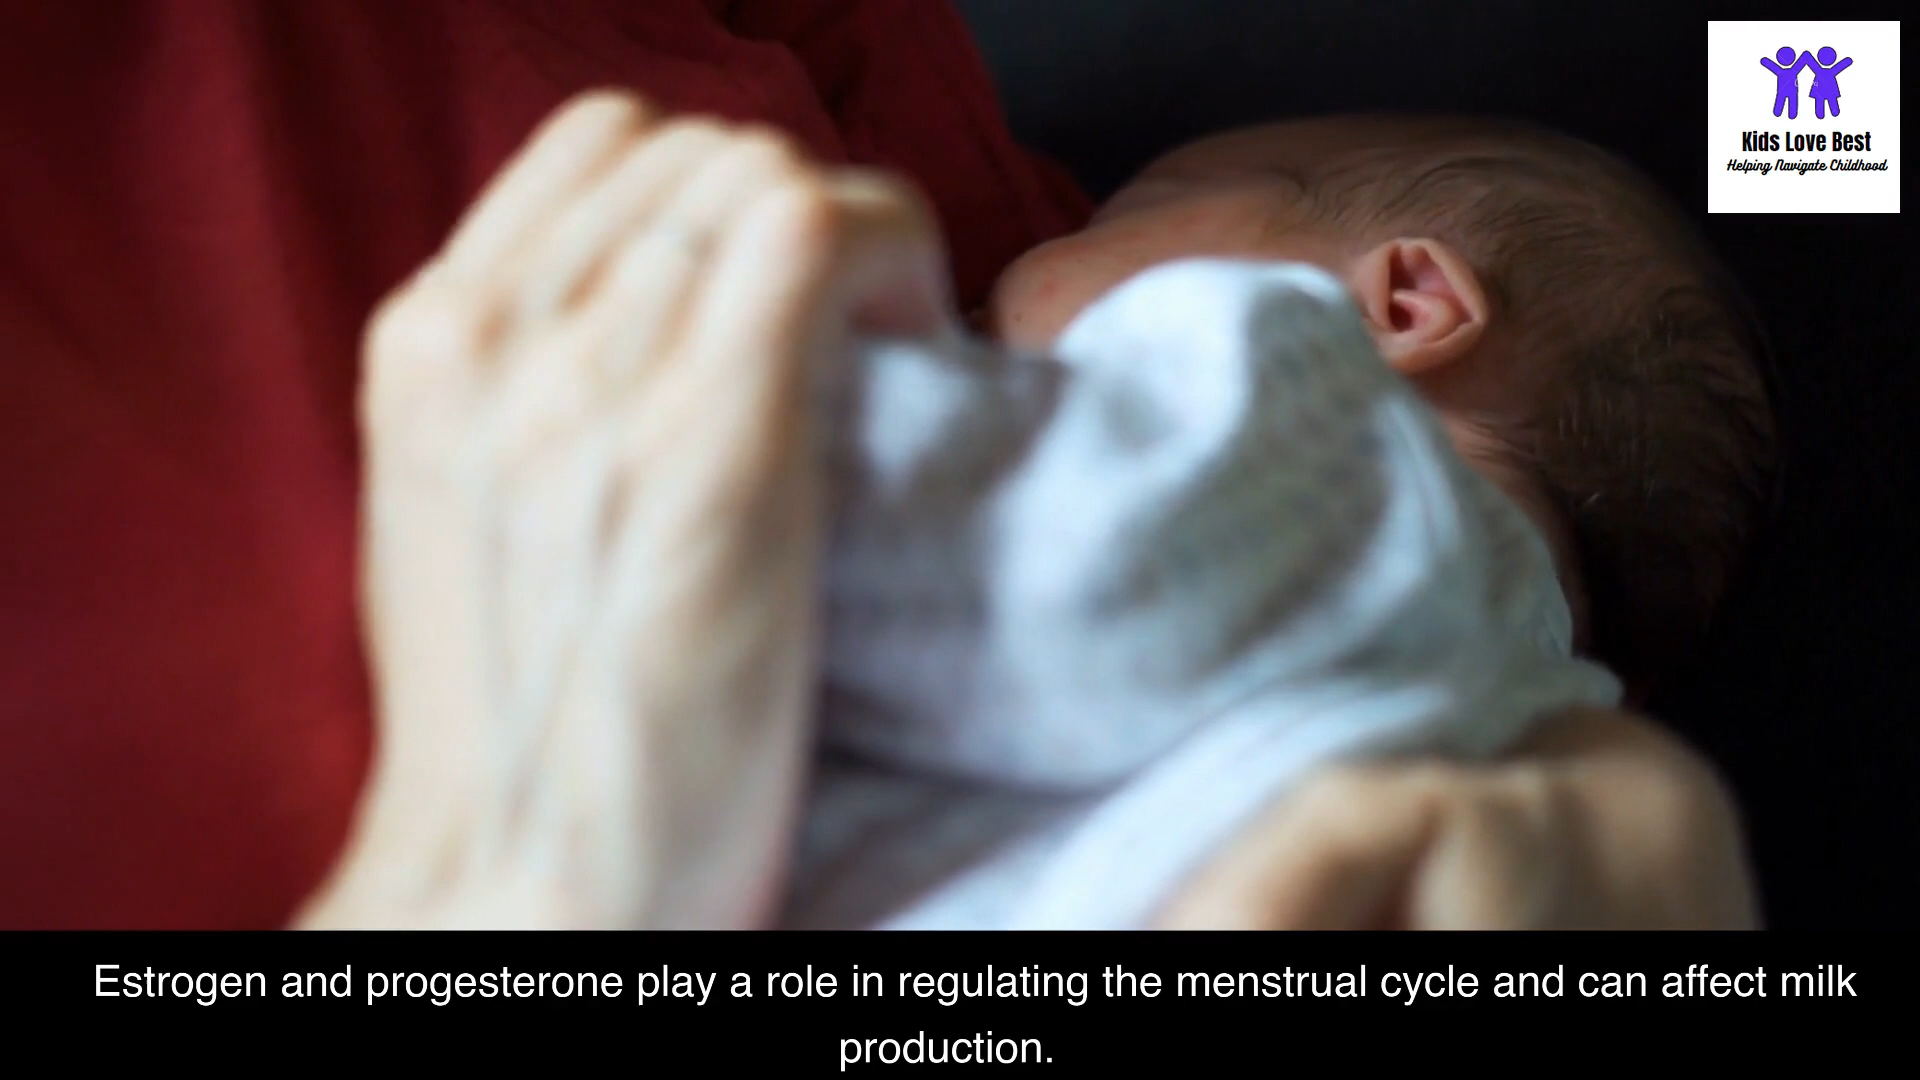 Kids Love Best
Helping Navigate Childhood
Estrogen and progesterone play a role in regulating the menstrual cycle and can affect milk
production.